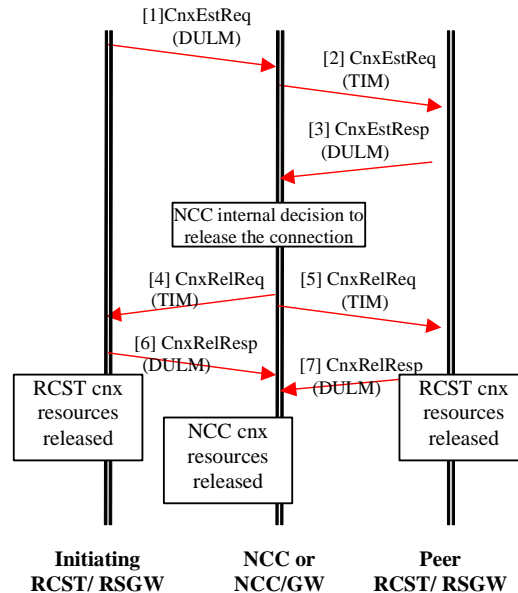 [1]CnxEstReq
(DULM)
[2] CnxEstReq
(TIM)
[3] CnxEstResp
(DULM)
NCC internal decision to
release the connection
[4] CnxRelReq
(TIM)
[5] CnxRelReq
(TIM)
[6] CnxRelResp
(DULM)
[7] CnxRelResp
(DULM)
RCST cnx
resources
released
NCC cnx
resources
released
RCST cnx
resources
released
Initiating
RCST/ RSGW
NCC or
NCC/GW
Peer
RCST/ RSGW